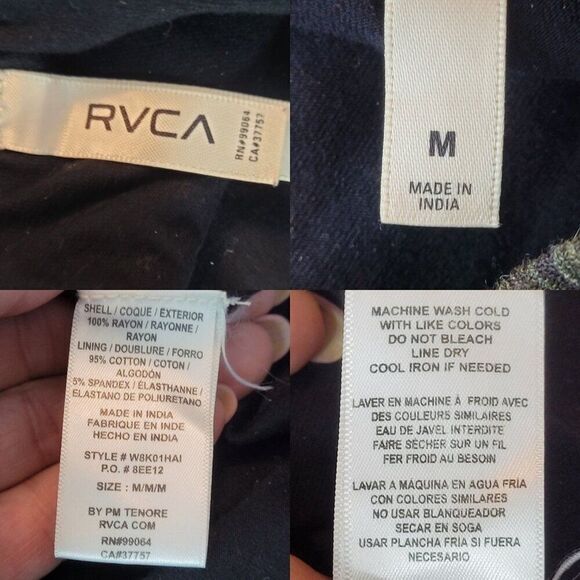 RVCA
RN#99064
CA#37757
M
MADE IN
INDIA
SHELL / COQUE / EXTERIOR
100% RAYON / RAYONNE /
RAYON
LINING / DOUBLURE / FORRO
95% COTTON / COTON /
ALGODÓN
5% SPANDEX / ÉLASTHANNE /
ELASTANO DE POLIURETANO
MADE IN INDIA
FABRIQUE EN INDE
HECHO EN INDIA
STYLE # W8K01HAI
P.O. # 8EE12
SIZE : M/M/M
BY PM TENORE
RVCA COM
RN#99064
CA#37757
MACHINE WASH COLD
WITH LIKE COLORS
DO NOT BLEACH
LINE DRY
COOL IRON IF NEEDED
LAVER EN MACHINE À FROID AVEC
DES COULEURS SIMILAIRES
EAU DE JAVEL INTERDITE
FAIRE SÉCHER SUR UN FIL
FER FROID AU BESOIN
LAVAR A MÁQUINA EN AGUA FRÍA
CON COLORES SIMILARES
NO USAR BLANQUEADOR
SECAR EN SOGA
USAR PLANCHA FRÍA SI FUERA
NECESARIO